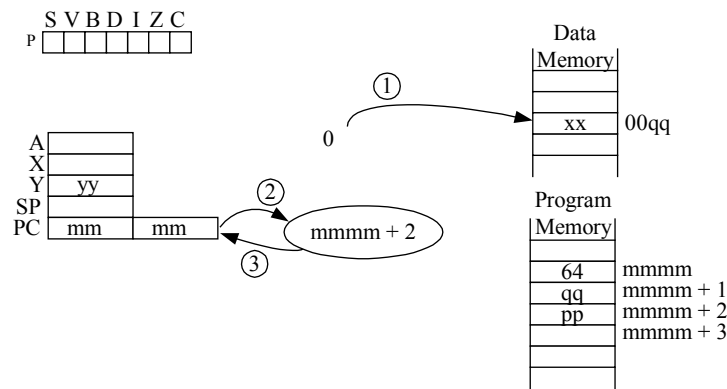 S V B D I Z C
P
Data
Memory
1
xx 00qq
0
A
X
Y yy
SP
PC mm mm
2
mmmm + 2
3
Program
Memory
64 mmmm
qq mmmm + 1
pp mmmm + 2
mmmm + 3